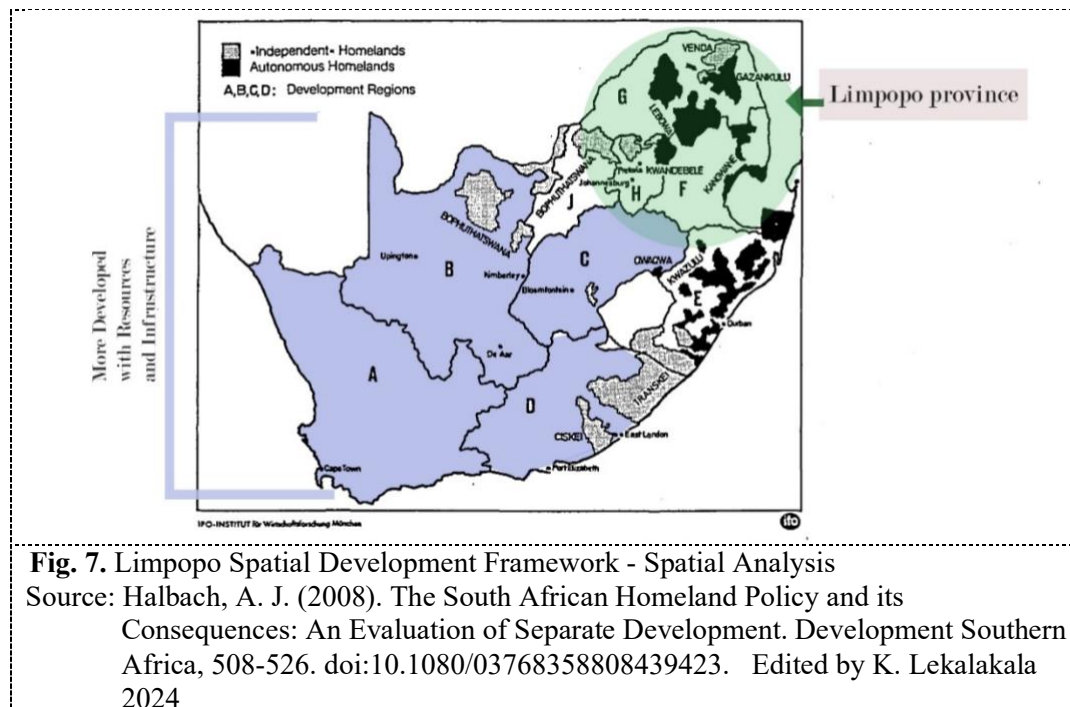 •Independent• Homelands
Autonomous Homelands
A,B,C,D: Development Regions
VENDA
GAZANKULU
G
LEBOWA
Limpopo province
Pretoria
KWANDEBELE
Johannesburg
H
F
KANGWANE
BOPHUTHATSWANA
J
BOPHUTHATSWANA
More Developed
with Resources
and Infrustructure
Upington
B
Kimberley
C
Bloemfontein
QWAQWA
KWAZULU
E
Durban
De Aar
A
D
TRANSKEI
CISKEI
East London
Cape Town
Port Elizabeth
IFO-INSTITUT für Wirtschaftsforschung München
ifo
Fig. 7. Limpopo Spatial Development Framework - Spatial Analysis
Source: Halbach, A. J. (2008). The South African Homeland Policy and its
Consequences: An Evaluation of Separate Development. Development Southern
Africa, 508-526. doi:10.1080/03768358808439423. Edited by K. Lekalakala
2024